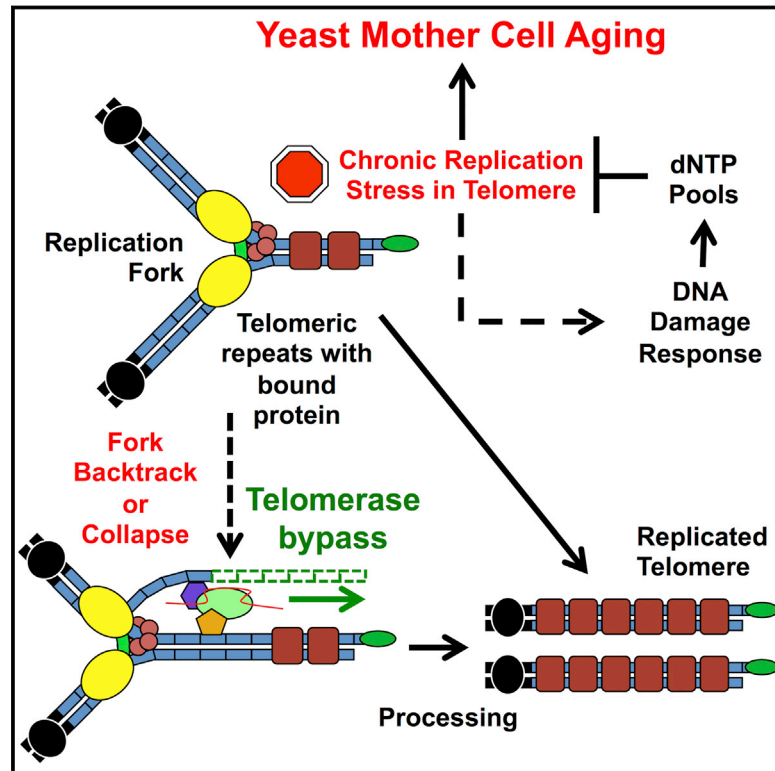 Yeast Mother Cell Aging
Chronic Replication
Stress in Telomere
dNTP
Pools
Replication
Fork
DNA
Damage
Response
Telomeric
repeats with
bound
protein
Fork
Backtrack
or
Collapse
Telomerase
bypass
Replicated
Telomere
Processing